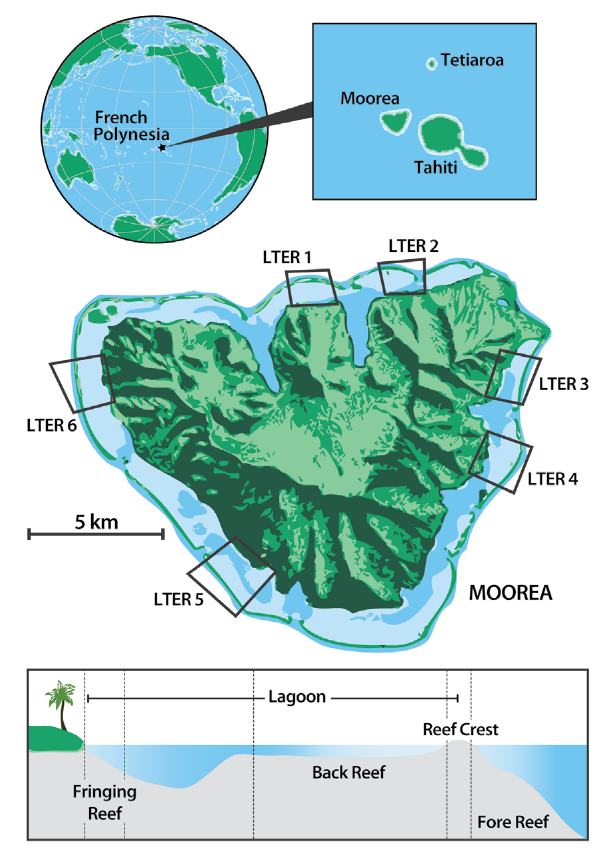 French
Polynesia
Tetiaroa
Moorea
Tahiti
LTER 1
LTER 2
LTER 3
LTER 6
LTER 4
5 km
LTER 5
MOOREA
Lagoon
Reef Crest
Back Reef
Fringing
Reef
Fore Reef